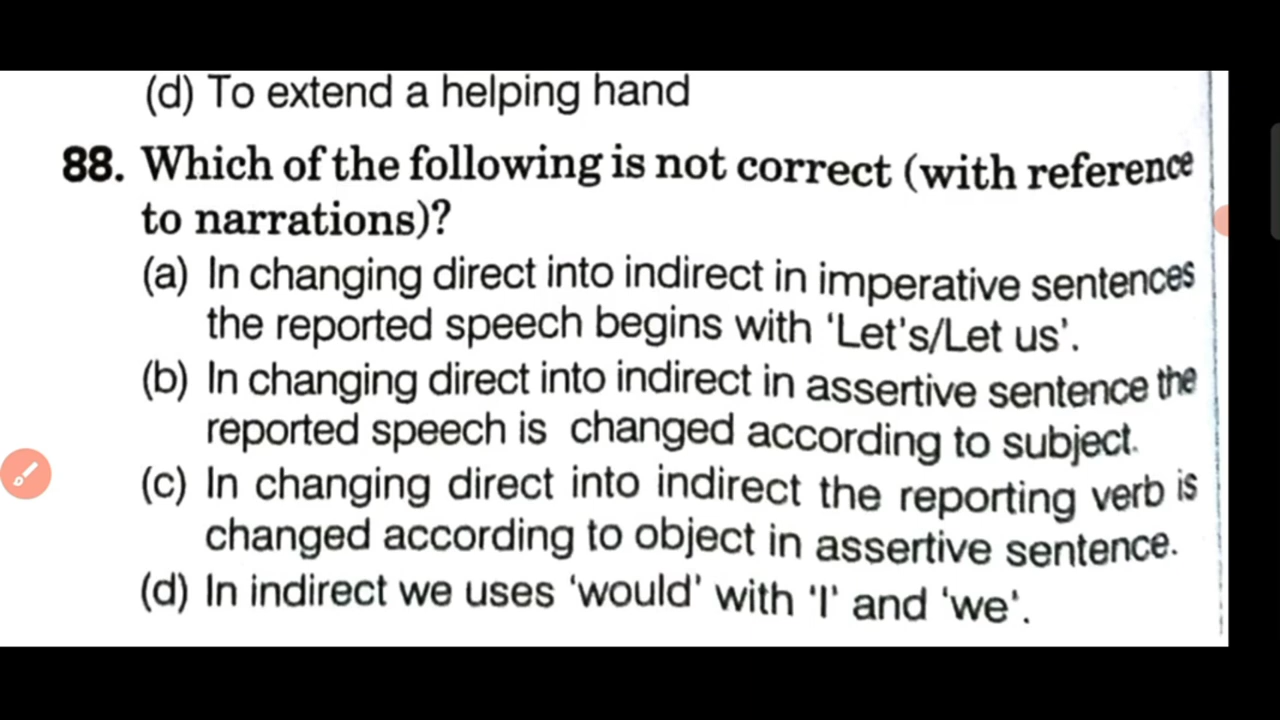 (d) To extend a helping hand
88. Which of the following is not correct (with reference
to narrations)?
(a) In changing direct into indirect in imperative sentences
the reported speech begins with 'Let's/Let us'.
(b) In changing direct into indirect in assertive sentence the
reported speech is changed according to subject.
(c) In changing direct into indirect the reporting verb is
changed according to object in assertive sentence.
(d) In indirect we uses 'would' with 'I' and 'we'.